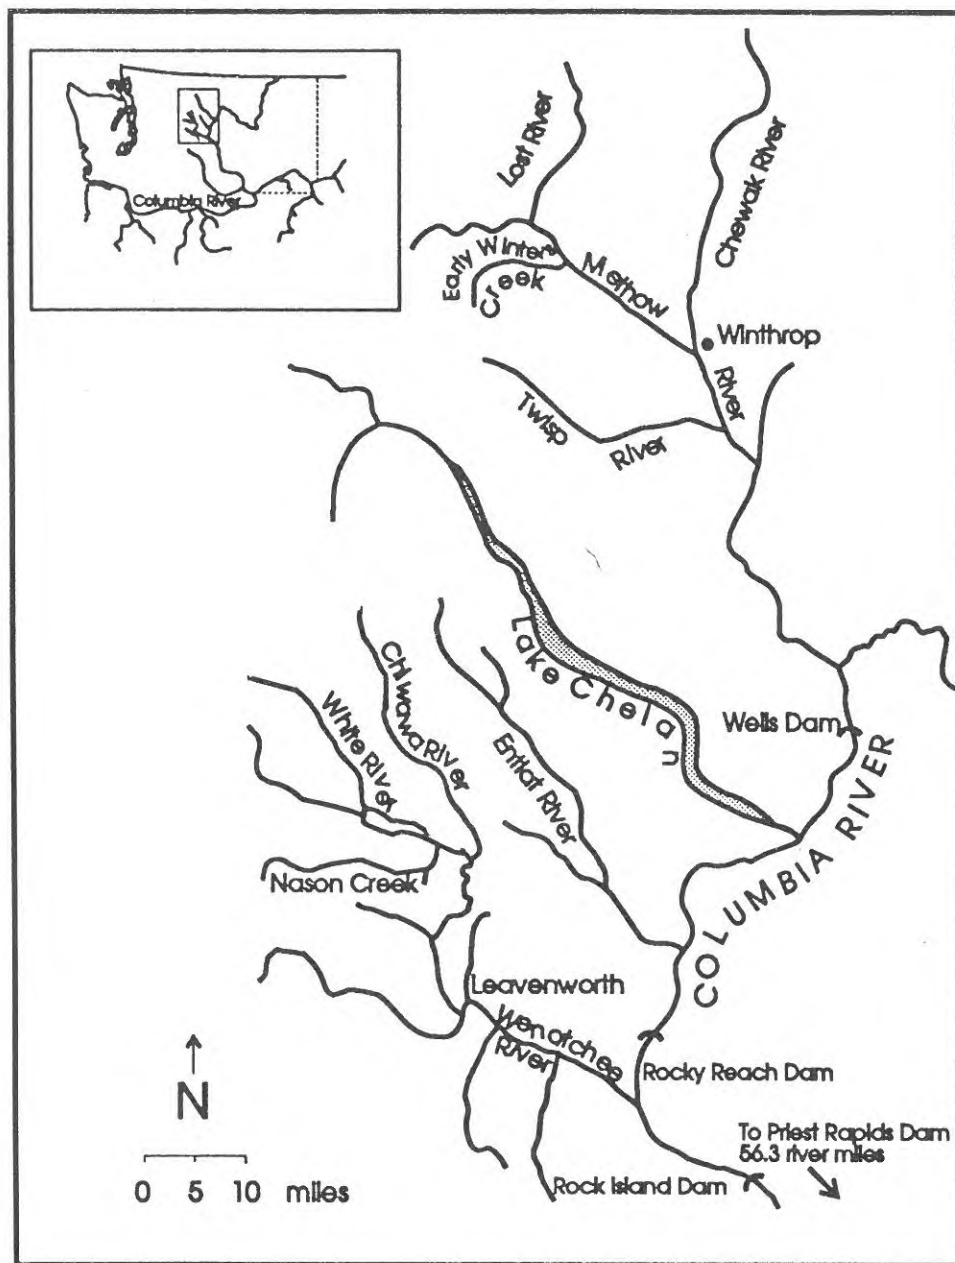 Columbia River
Lost River
Chewak River
Early Winters
Creek
Methow
River
Winthrop
Twisp
River
Lake Chelan
Chiwawa River
White River
Entiat River
Wells Dam
COLUMBIA RIVER
Nason Creek
Leavenworth
Wenatchee
River
Rocky Reach Dam
To Priest Rapids Dam
56.3 river miles
Rock Island Dam
N
0 5 10 miles